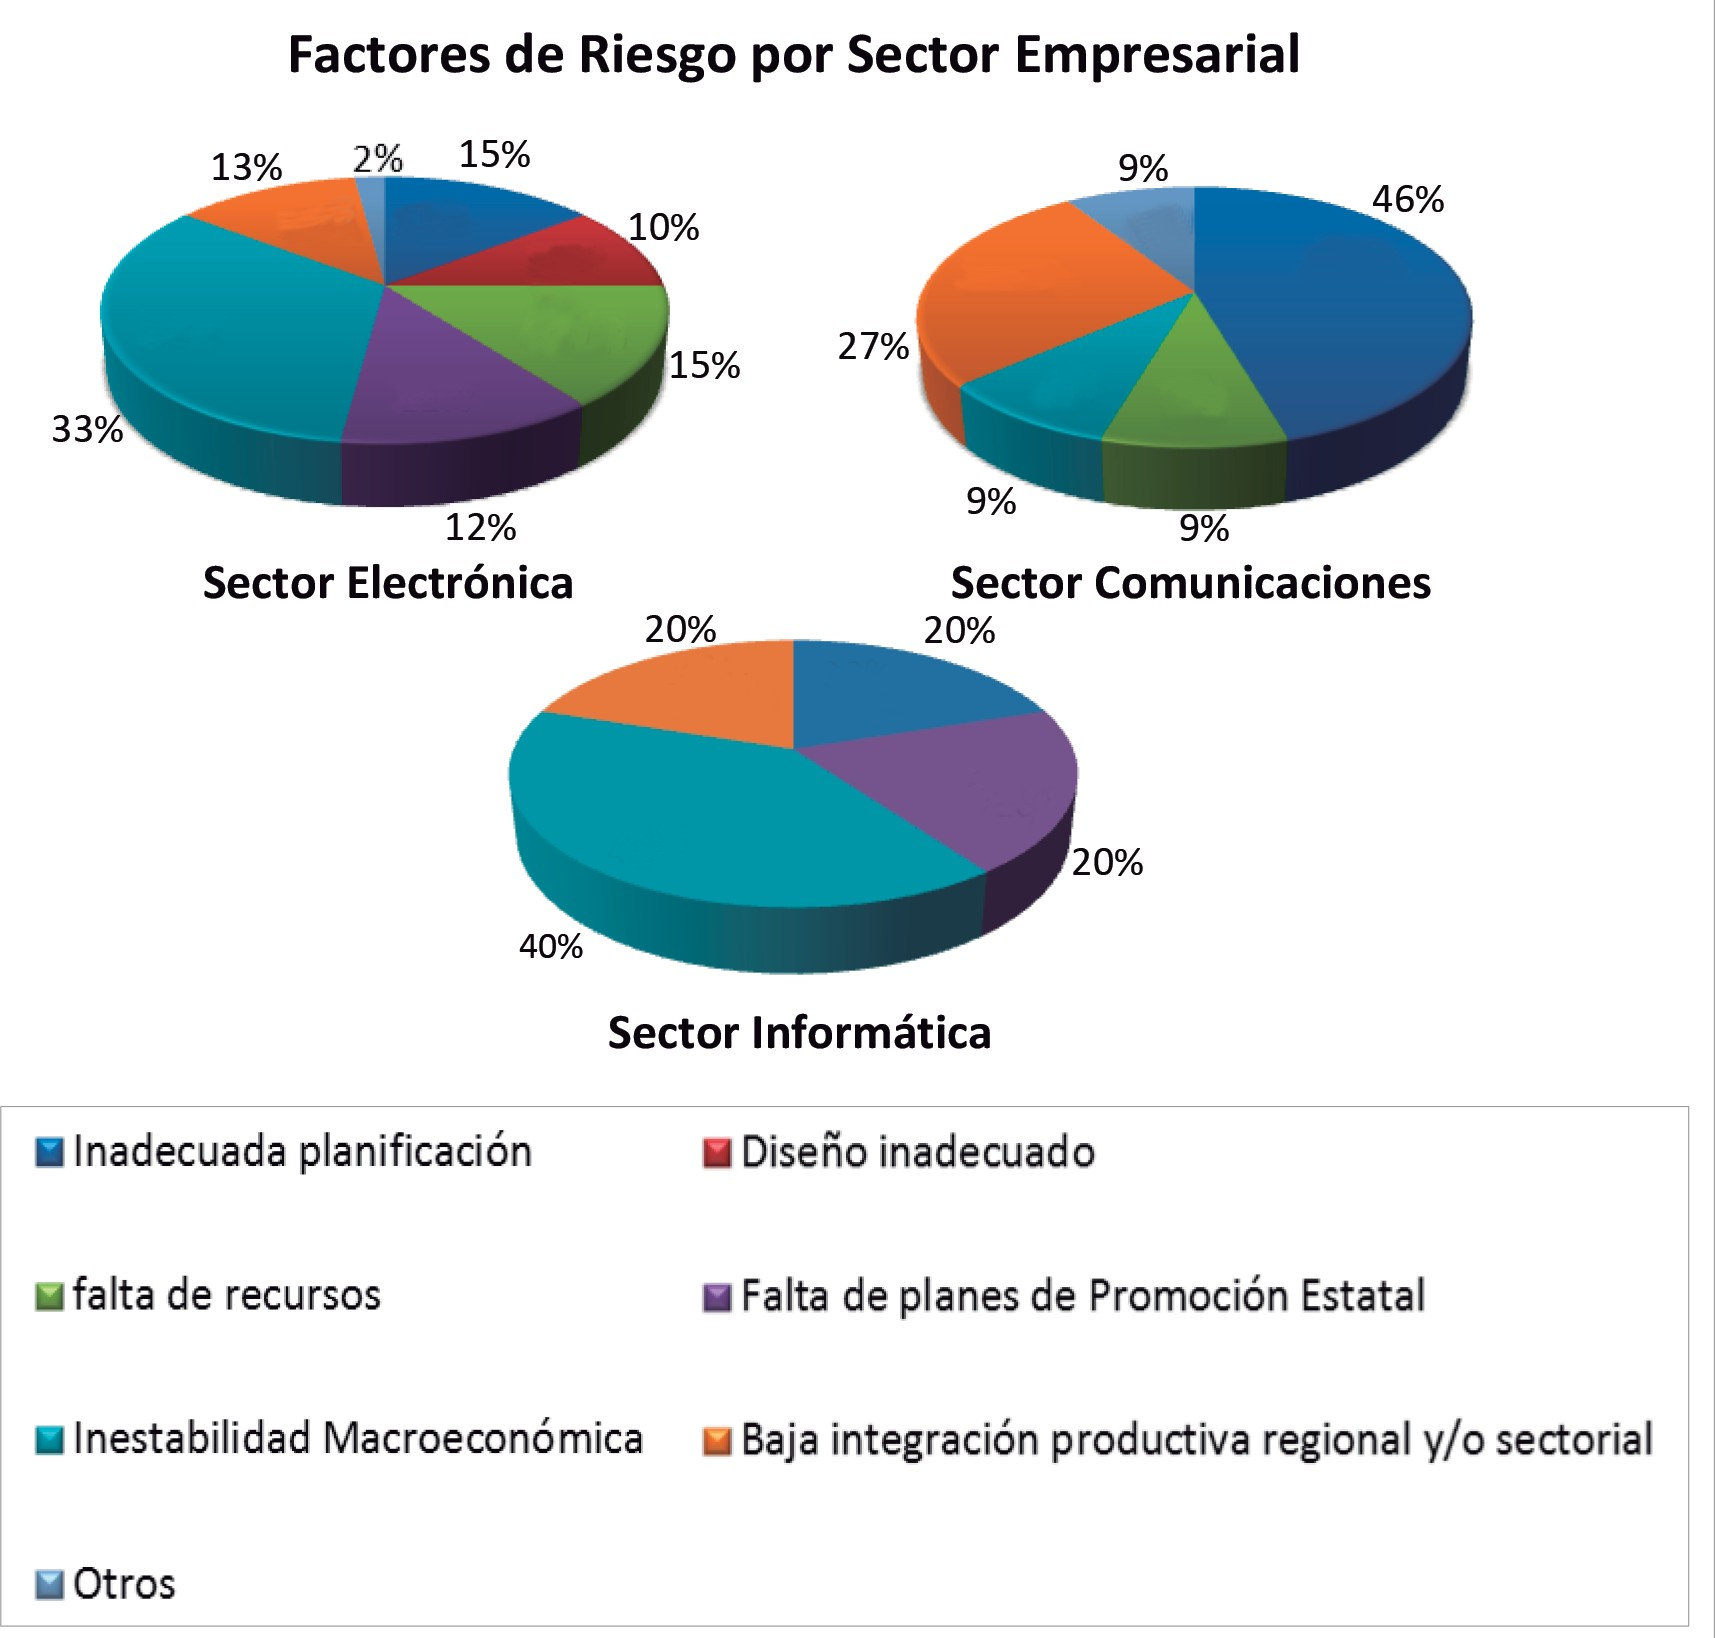 Factores de Riesgo por Sector Empresarial
13%
2%
15%
10%
15%
33%
12%
Sector Electrónica
9%
46%
27%
9%
9%
Sector Comunicaciones
20%
20%
20%
40%
Sector Informática
Inadecuada planificación
Diseño inadecuado
falta de recursos
Falta de planes de Promoción Estatal
Inestabilidad Macroeconómica
Baja integración productiva regional y/o sectorial
Otros